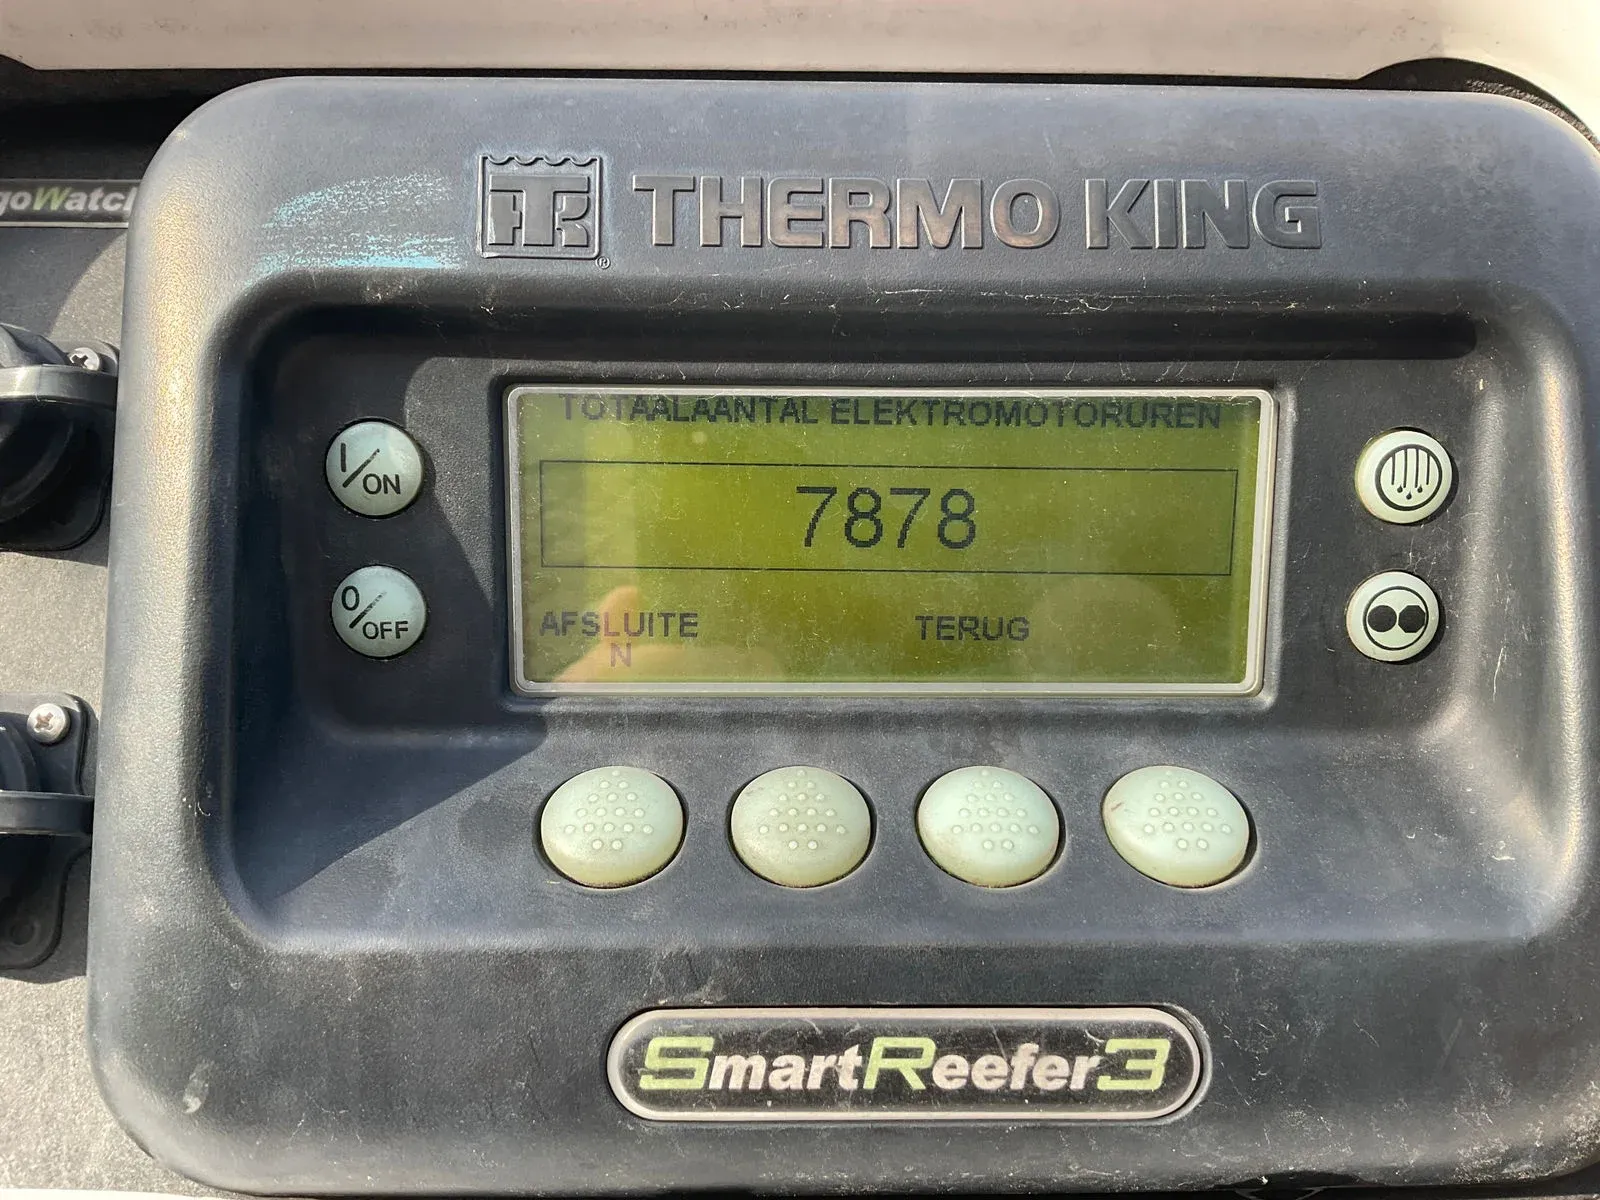 THERMO KING
®
goWatch
TOTAALAANTAL ELEKTROMOTORUREN
I/ON
7878
0/OFF
AFSLUITE
N
TERUG
SmartReefer3